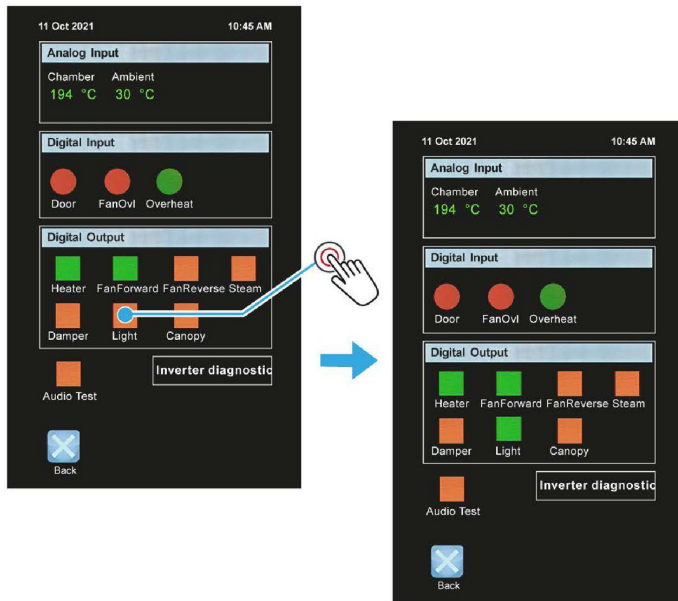 11 Oct 2021 10:45 AM
Analog Input
Chamber Ambient
194 °C 30 °C
Digital Input
Door FanOvl Overheat
Digital Output
Heater FanForward FanReverse Steam
Damper Light Canopy
Inverter diagnostic
Audio Test
Back
11 Oct 2021 10:45 AM
Analog Input
Chamber Ambient
194 °C 30 °C
Digital Input
Door FanOvl Overheat
Digital Output
Heater FanForward FanReverse Steam
Damper Light Canopy
Inverter diagnostic
Audio Test
Back